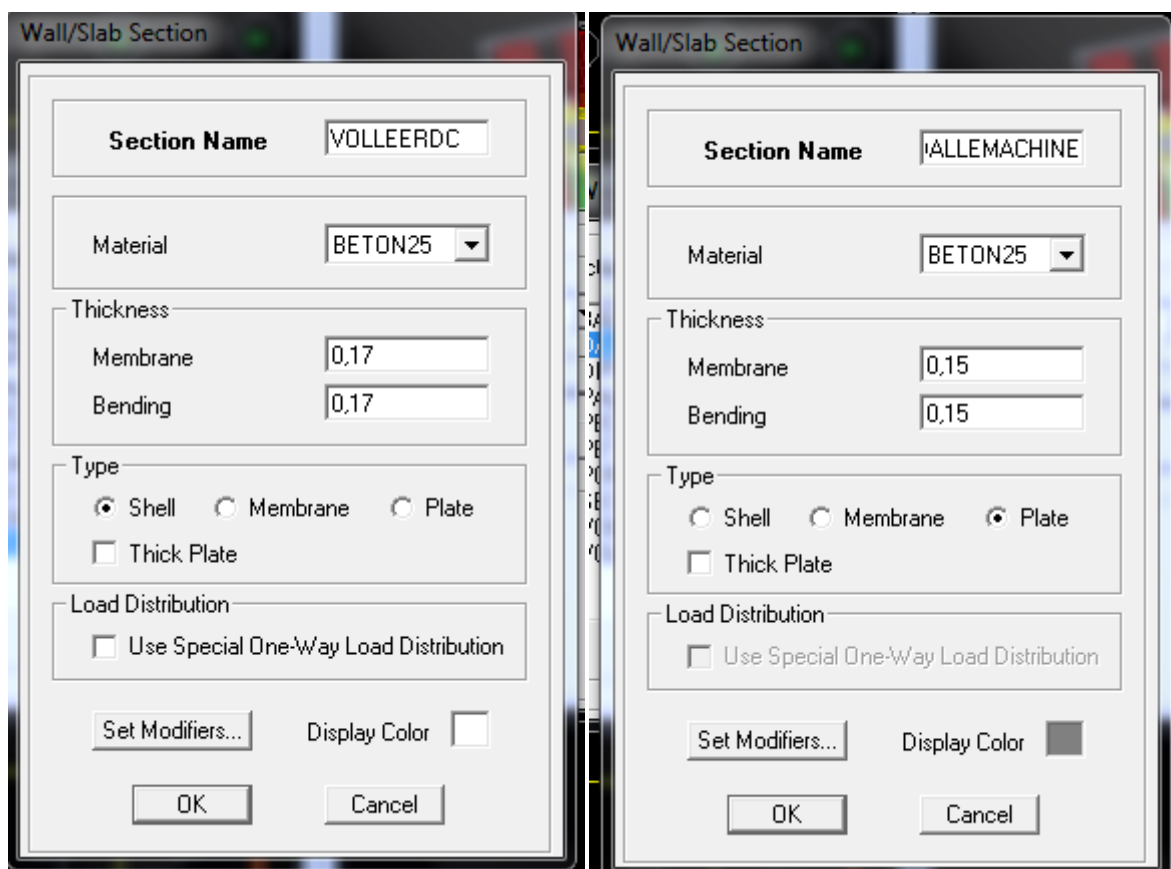 Wall/Slab Section
Section Name VOLLEERDC
Material BETON25
Thickness
Membrane 0,17
Bending 0,17
Type
Shell Membrane Plate
Thick Plate
Load Distribution
Use Special One-Way Load Distribution
Set Modifiers... Display Color
OK Cancel
Wall/Slab Section
Section Name ALLEMACHINE
Material BETON25
Thickness
Membrane 0,15
Bending 0,15
Type
Shell Membrane Plate
Thick Plate
Load Distribution
Use Special One-Way Load Distribution
Set Modifiers... Display Color
OK Cancel